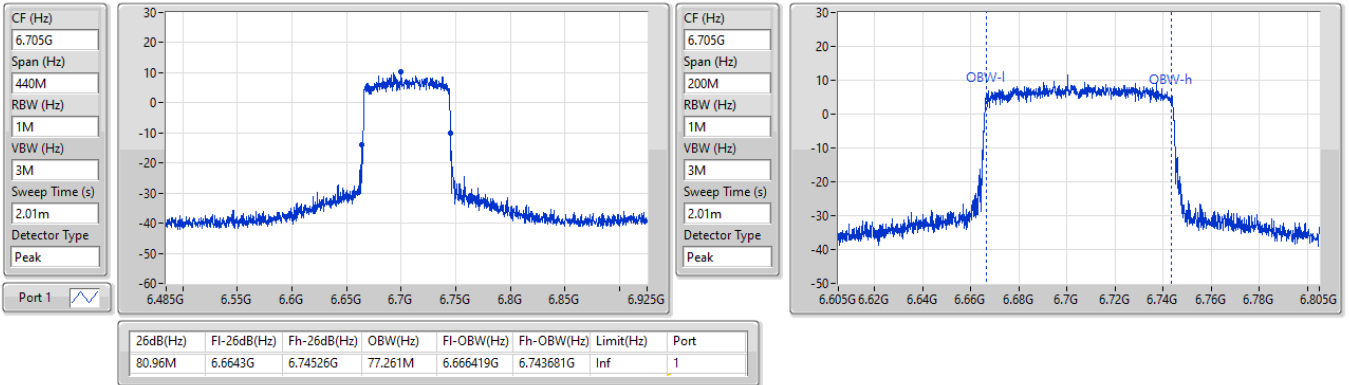 CF (Hz)
6.705G
Span (Hz)
440M
RBW (Hz)
1M
VBW (Hz)
3M
Sweep Time (s)
2.01m
Detector Type
Peak
Port 1
30
20
10
0
-10
-20
-30
-40
-50
-60
6.485G 6.55G 6.6G 6.65G 6.7G 6.75G 6.8G 6.85G 6.925G
CF (Hz)
6.705G
Span (Hz)
200M
RBW (Hz)
1M
VBW (Hz)
3M
Sweep Time (s)
2.01m
Detector Type
Peak
30
20
10
0
-10
-20
-30
-40
-50
OBW-l OBW-h
6.605G 6.62G 6.64G 6.66G 6.68G 6.7G 6.72G 6.74G 6.76G 6.78G 6.805G
26dB(Hz) Fl-26dB(Hz) Fh-26dB(Hz) OBW(Hz) Fl-OBW(Hz) Fh-OBW(Hz) Limit(Hz) Port
80.96M 6.6643G 6.74526G 77.261M 6.666419G 6.743681G Inf 1